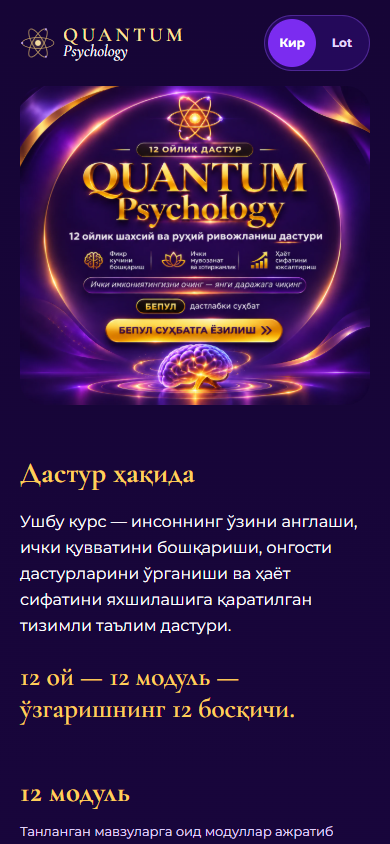 QUANTUM
Psychology
Кир
Lot
12 ОЙЛИК ДАСТУР
QUANTUM
Psychology
12 ойлик шахсий ва руҳий ривожланиш дастури
Фикр
кучини
бошқариш
Ички
мувозанат
ва хотиржамлик
Ҳаёт
сифатини
юксалтириш
Ички имкониятингизни очинг — янги даражага чиқинг
БЕПУЛ дастлабки суҳбат
БЕПУЛ СУҲБАТГА ЁЗИЛИШ
Дастур ҳақида
Ушбу курс — инсоннинг ўзини англаши,
ички қувватини бошқариши, онгости
дастурларини ўрганиши ва ҳаёт
сифатини яхшилашига қаратилган
тизимли таълим дастури.
12 ой — 12 модуль —
ўзгаришнинг 12 босқичи.
12 модуль
Танланган мавзуларга оид модуллар ажратиб